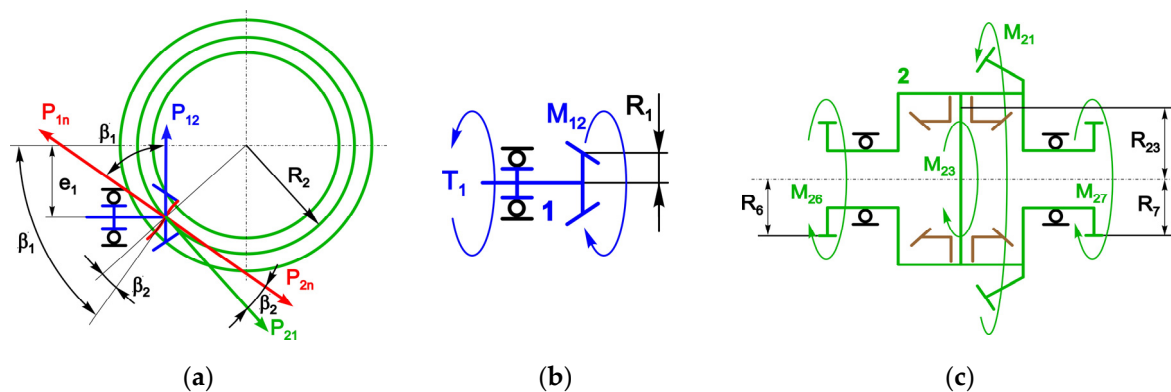 P1n
β1
P12
e1
R2
β1
β2
β2
P2n
P21
(a)
T1
M12
R1
1
(b)
2
M21
M23
R23
M26
M27
R6
R7
(c)